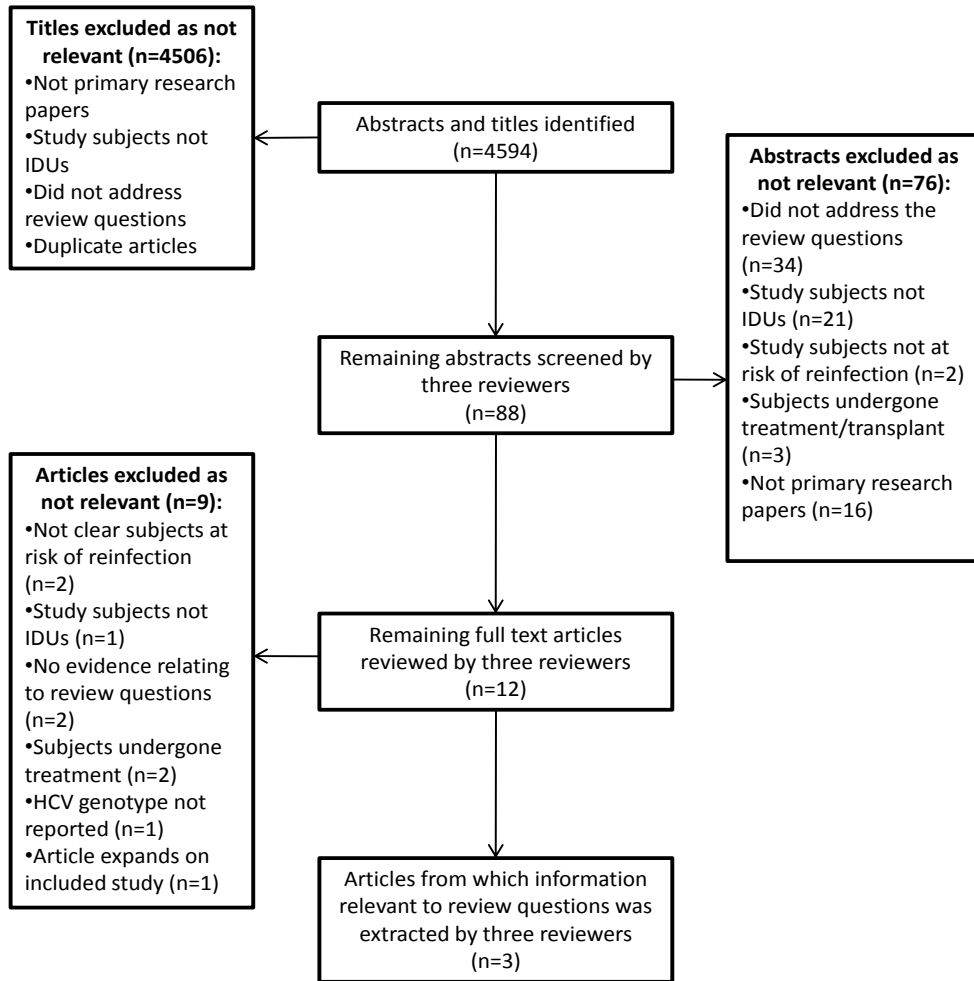 Titles excluded as not
relevant (n=4506):
•Not primary research
papers
•Study subjects not
IDUs
•Did not address
review questions
•Duplicate articles
Abstracts and titles identified
(n=4594)
Abstracts excluded as
not relevant (n=76):
•Did not address the
review questions
(n=34)
•Study subjects not
IDUs (n=21)
•Study subjects not at
risk of reinfection (n=2)
•Subjects undergone
treatment/transplant
(n=3)
•Not primary research
papers (n=16)
Remaining abstracts screened by
three reviewers
(n=88)
Articles excluded as
not relevant (n=9):
•Not clear subjects at
risk of reinfection
(n=2)
•Study subjects not
IDUs (n=1)
•No evidence relating
to review questions
(n=2)
•Subjects undergone
treatment (n=2)
•HCV genotype not
reported (n=1)
•Article expands on
included study (n=1)
Remaining full text articles
reviewed by three reviewers
(n=12)
Articles from which information
relevant to review questions was
extracted by three reviewers
(n=3)